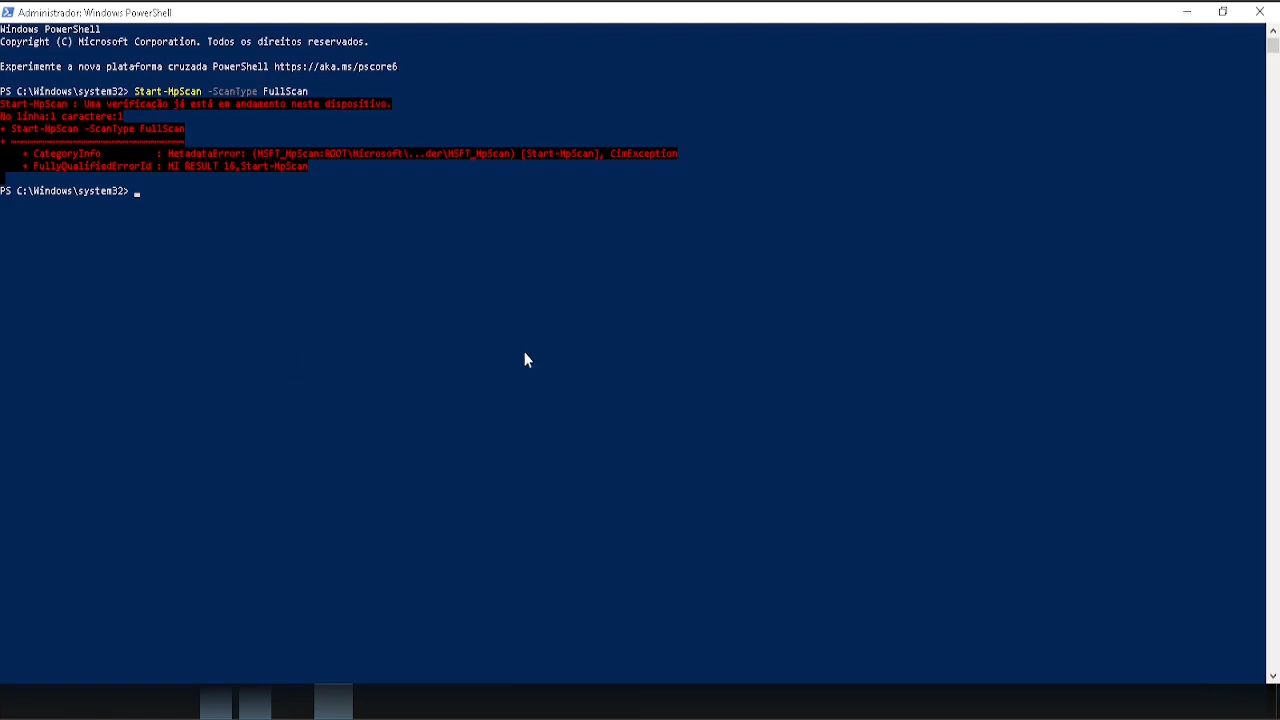 Administrador: Windows PowerShell
Windows PowerShell
Copyright (C) Microsoft Corporation. Todos os direitos reservados.
Experimente a nova plataforma cruzada PowerShell https://aka.ms/pscore6
PS C:\Windows\system32> Start-MpScan -ScanType FullScan
Start-MpScan : Uma verificação já está em andamento neste dispositivo.
No linha:1 caractere:1
+ Start-MpScan -ScanType FullScan
+ ~~~~~~~~~~~~~~~~~~~~~~~~~~~~~~~
+ CategoryInfo : MetadataError: (MSFT_MpScan:ROOT\Microsoft\...der\MSFT_MpScan) [Start-MpScan], CimException
+ FullyQualifiedErrorId : MI RESULT 16,Start-MpScan
PS C:\Windows\system32> _